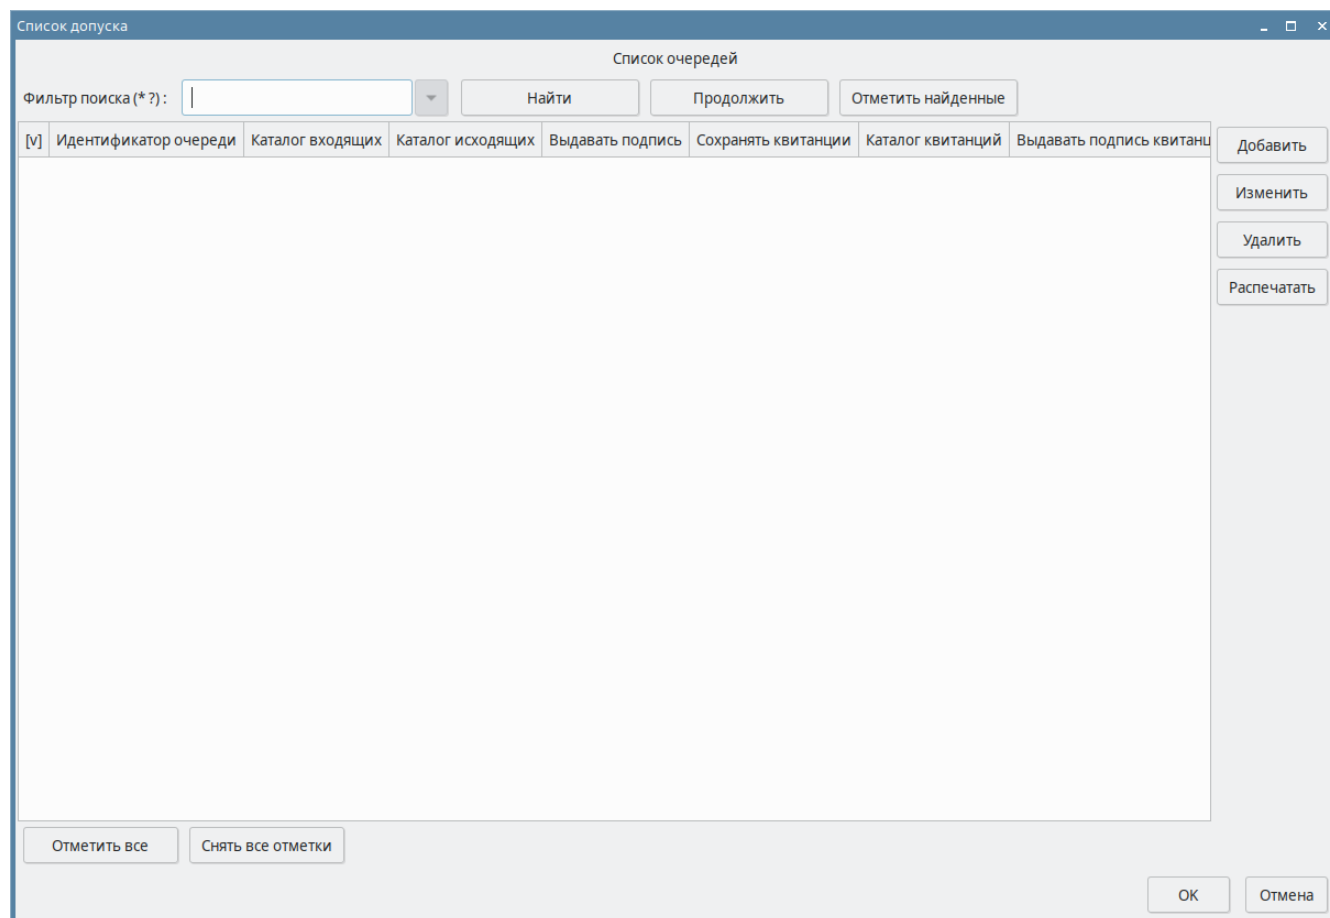 Список допуска
Список очередей
Фильтр поиска (* ?) : Найти Продолжить Отметить найденные
[v] Идентификатор очереди Каталог входящих Каталог исходящих Выдавать подпись Сохранять квитанции Каталог квитанций Выдавать подпись квитанц
Добавить
Изменить
Удалить
Распечатать
Отметить все Снять все отметки
OK Отмена